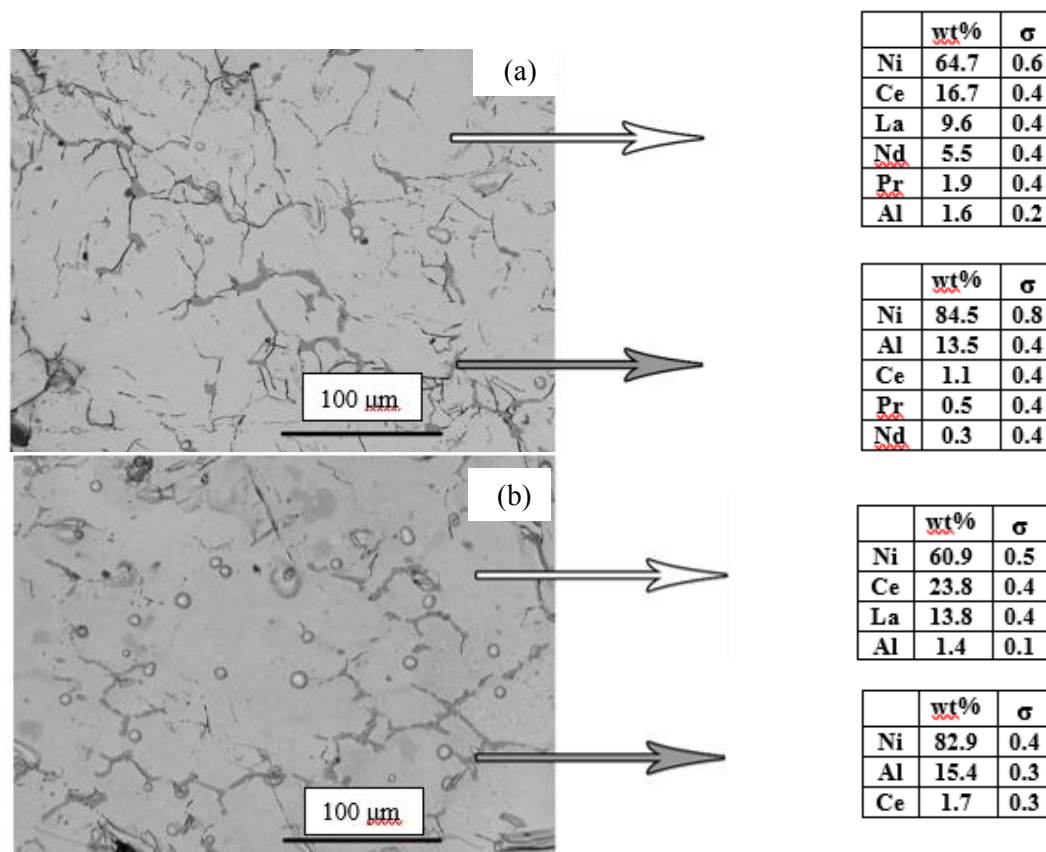 (a)
100 μm
wt% σ
Ni 64.7 0.6
Ce 16.7 0.4
La 9.6 0.4
Nd 5.5 0.4
Pr 1.9 0.4
Al 1.6 0.2
wt% σ
Ni 84.5 0.8
Al 13.5 0.4
Ce 1.1 0.4
Pr 0.5 0.4
Nd 0.3 0.4
(b)
100 μm
wt% σ
Ni 60.9 0.5
Ce 23.8 0.4
La 13.8 0.4
Al 1.4 0.1
wt% σ
Ni 82.9 0.4
Al 15.4 0.3
Ce 1.7 0.3